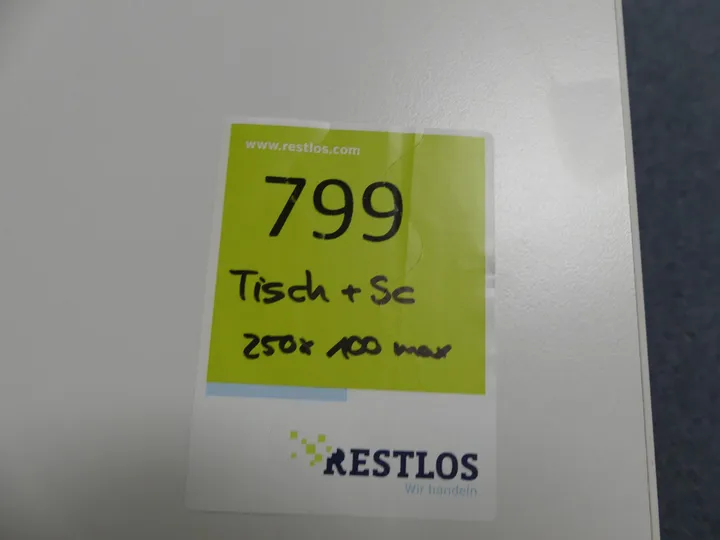 www.restlos.com
799
Tisch + Sc
250x 100 max
RESTLOS
Wir handeln